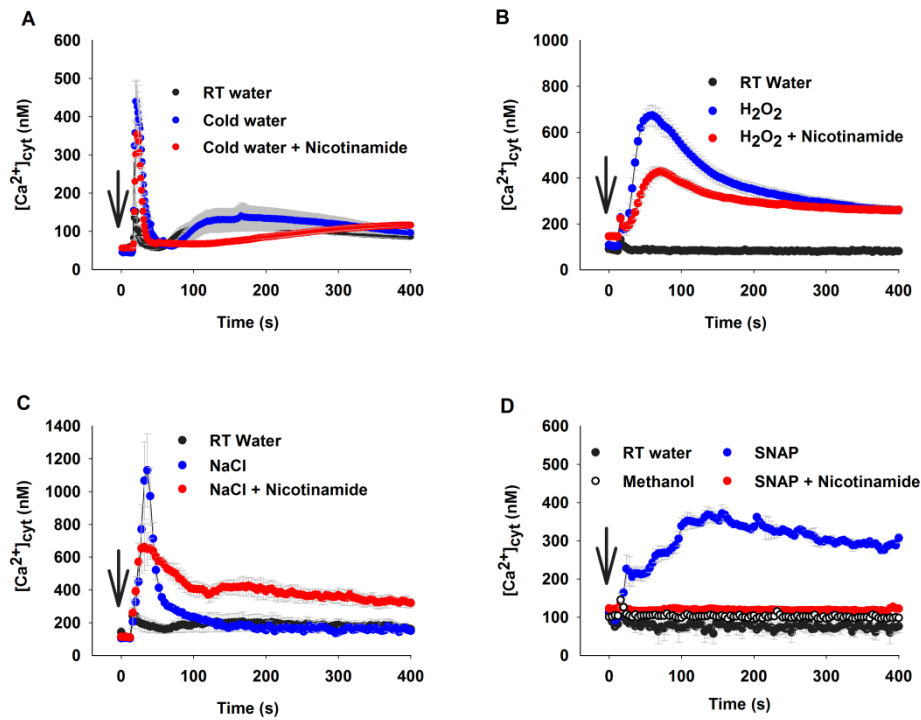 A
600
500
400
300
200
100
0
[Ca²⁺]cyt (nM)
RT water
Cold water
Cold water + Nicotinamide
0 100 200 300 400
Time (s)
B
1000
800
600
400
200
0
[Ca²⁺]cyt (nM)
RT Water
H₂O₂
H₂O₂ + Nicotinamide
0 100 200 300 400
Time (s)
C
1400
1200
1000
800
600
400
200
0
[Ca²⁺]cyt (nM)
RT Water
NaCl
NaCl + Nicotinamide
0 100 200 300 400
Time (s)
D
600
500
400
300
200
100
0
[Ca²⁺]cyt (nM)
RT water SNAP
Methanol SNAP + Nicotinamide
0 100 200 300 400
Time (s)